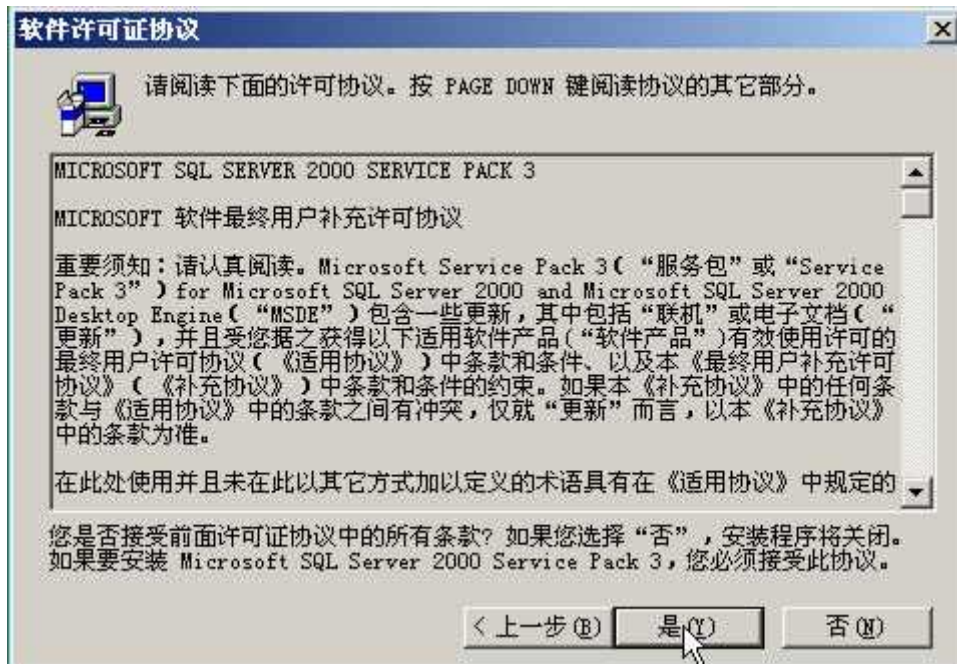 软件许可证协议
请阅读下面的许可协议。按 PAGE DOWN 键阅读协议的其它部分。
MICROSOFT SQL SERVER 2000 SERVICE PACK 3
MICROSOFT 软件最终用户补充许可协议
重要须知：请认真阅读。Microsoft Service Pack 3( “服务包” 或 “Service
Pack 3” ) for Microsoft SQL Server 2000 and Microsoft SQL Server 2000
Desktop Engine( “MSDE” ) 包含一些更新，其中包括 “联机” 或电子文档( “
更新” )，并且受您据之获得以下适用软件产品(“软件产品”)有效使用许可的
最终用户许可协议( 《适用协议》 ) 中条款和条件、以及本《最终用户补充许可
协议》 ( 《补充协议》 ) 中条款和条件的约束。如果本《补充协议》中的任何条
款与《适用协议》中的条款之间有冲突，仅就 “更新” 而言，以本《补充协议》
中的条款为准。
在此处使用并且未在此以其它方式加以定义的术语具有在《适用协议》中规定的
您是否接受前面许可证协议中的所有条款? 如果您选择 “否” ，安装程序将关闭。
如果要安装 Microsoft SQL Server 2000 Service Pack 3，您必须接受此协议。
< 上一步(B) 是(Y) 否(N)